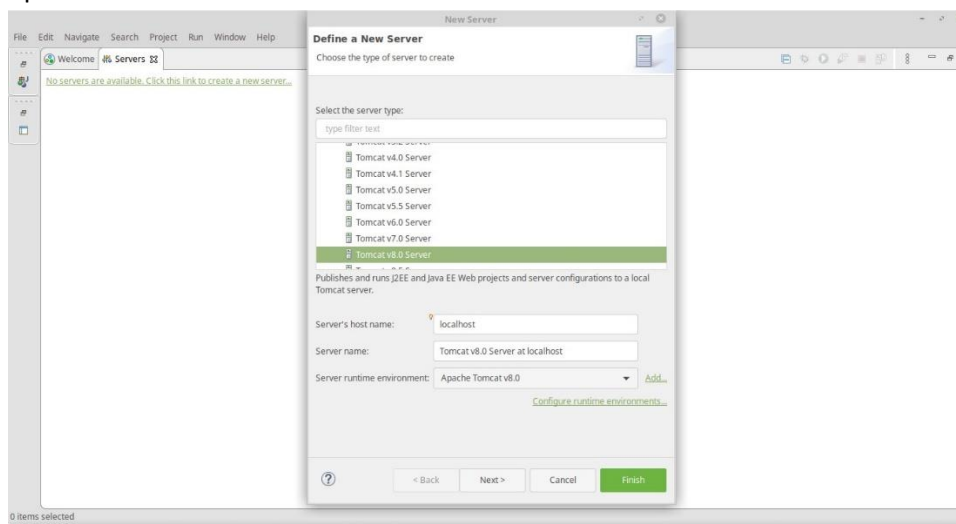 New Server
File Edit Navigate Search Project Run Window Help
Define a New Server
Choose the type of server to create
Welcome Servers
No servers are available. Click this link to create a new server...
Select the server type:
type filter text
Tomcat v4.0 Server
Tomcat v4.1 Server
Tomcat v5.0 Server
Tomcat v5.5 Server
Tomcat v6.0 Server
Tomcat v7.0 Server
Tomcat v8.0 Server
Publishes and runs J2EE and Java EE Web projects and server configurations to a local
Tomcat server.
Server's host name: localhost
Server name: Tomcat v8.0 Server at localhost
Server runtime environment: Apache Tomcat v8.0 Add...
Configure runtime environments...
? < Back Next > Cancel Finish
0 items selected